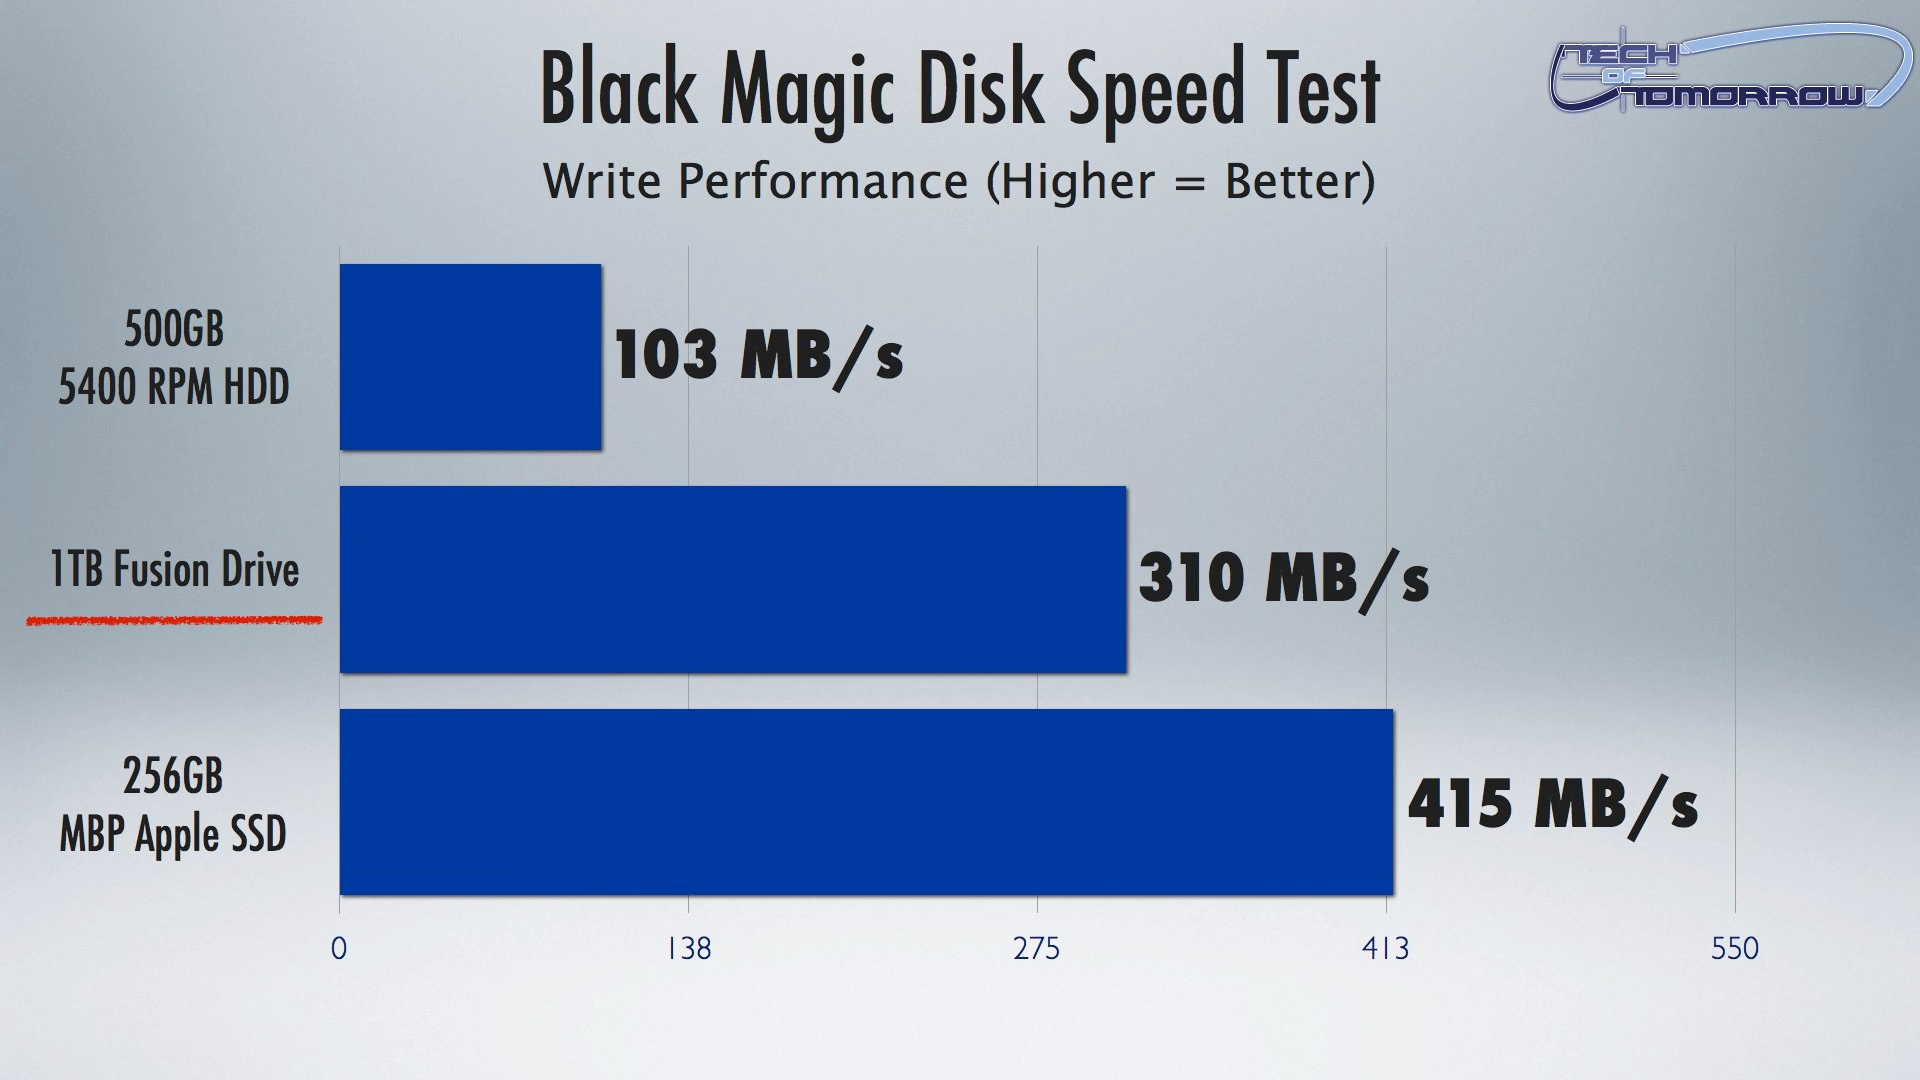 Black Magic Disk Speed Test
TECH
OF
TOMORROW
Write Performance (Higher = Better)
500GB
5400 RPM HDD
103 MB/s
1TB Fusion Drive
310 MB/s
256GB
MBP Apple SSD
415 MB/s
0 138 275 413 550